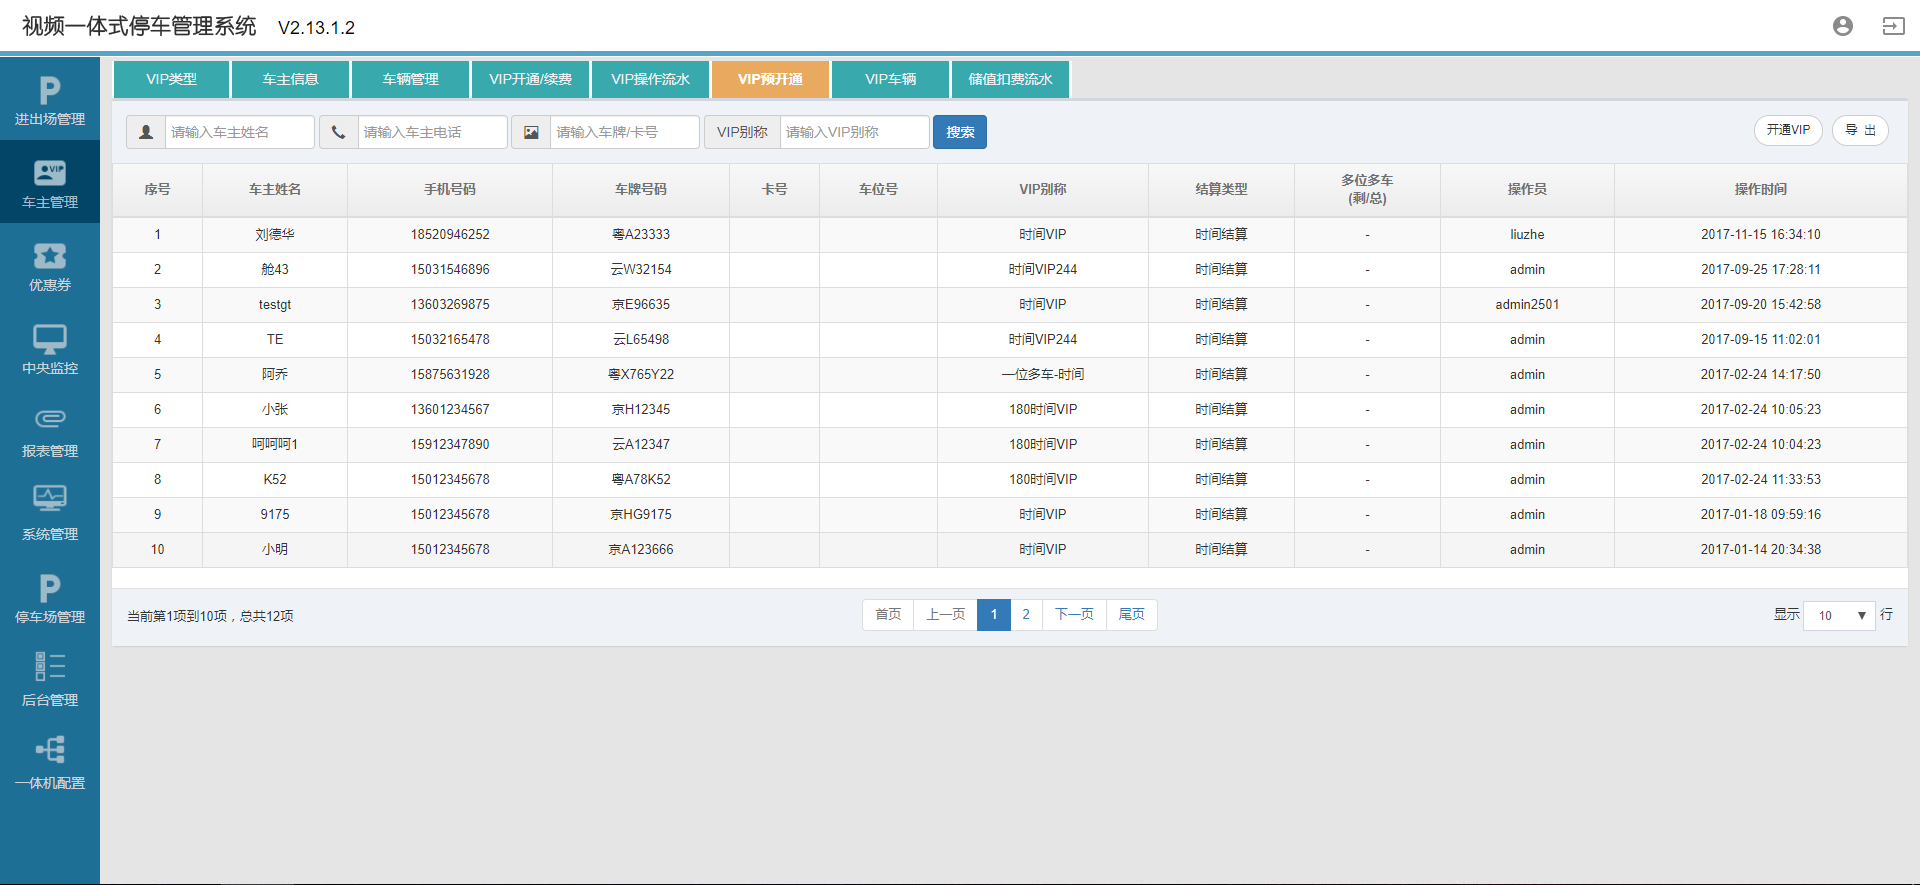 视频一体式停车管理系统 V2.13.1.2
进出场管理
车主管理
优惠券
中央监控
报表管理
系统管理
停车场管理
后台管理
一体机配置
VIP类型 车主信息 车辆管理 VIP开通/续费 VIP操作流水 VIP预开通 VIP车辆 储值扣费流水
请输入车主姓名 请输入车主电话 请输入车牌/卡号 VIP别称 请输入VIP别称 搜索 开通VIP 导 出
序号 车主姓名 手机号码 车牌号码 卡号 车位号 VIP别称 结算类型 多位多车 (剩/总) 操作员 操作时间
1 刘德华 18520946252 粤A23333 时间VIP 时间结算 - liuzhe 2017-11-15 16:34:10
2 舱43 15031546896 云W32154 时间VIP244 时间结算 - admin 2017-09-25 17:28:11
3 testgt 13603269875 京E96635 时间VIP 时间结算 - admin2501 2017-09-20 15:42:58
4 TE 15032165478 云L65498 时间VIP244 时间结算 - admin 2017-09-15 11:02:01
5 阿乔 15875631928 粤X765Y22 一位多车-时间 时间结算 - admin 2017-02-24 14:17:50
6 小张 13601234567 京H12345 180时间VIP 时间结算 - admin 2017-02-24 10:05:23
7 呵呵呵1 15912347890 云A12347 180时间VIP 时间结算 - admin 2017-02-24 10:04:23
8 K52 15012345678 粤A78K52 180时间VIP 时间结算 - admin 2017-02-24 11:33:53
9 9175 15012345678 京HG9175 时间VIP 时间结算 - admin 2017-01-18 09:59:16
10 小明 15012345678 京A123666 时间VIP 时间结算 - admin 2017-01-14 20:34:38
当前第1项到10项，总共12项 首页 上一页 1 2 下一页 尾页 显示 10 行